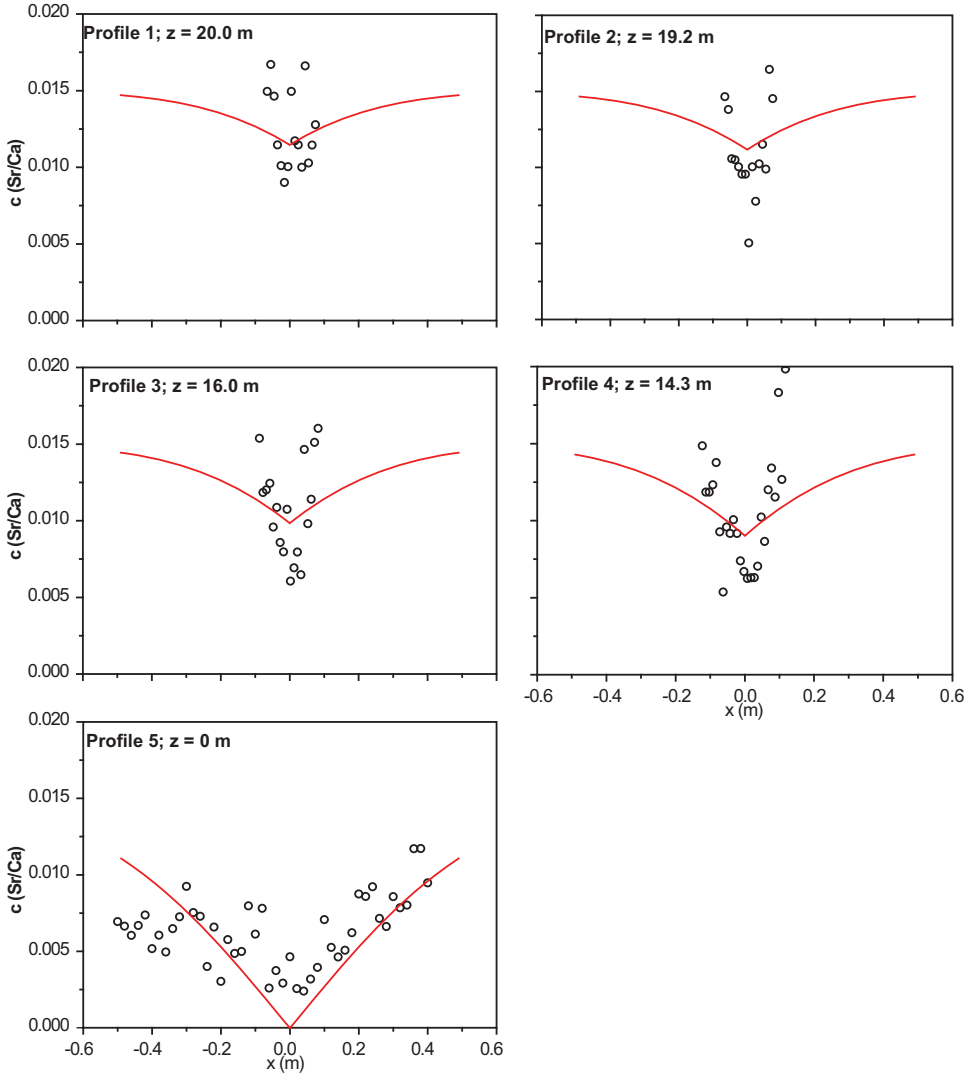 Profile 1; z = 20.0 m
0.020
0.015
0.010
0.005
0.000
c (Sr/Ca)
Profile 2; z = 19.2 m
Profile 3; z = 16.0 m
0.020
0.015
0.010
0.005
0.000
c (Sr/Ca)
Profile 4; z = 14.3 m
-0.6 -0.4 -0.2 0.0 0.2 0.4 0.6
x (m)
Profile 5; z = 0 m
0.020
0.015
0.010
0.005
0.000
c (Sr/Ca)
-0.6 -0.4 -0.2 0.0 0.2 0.4 0.6
x (m)